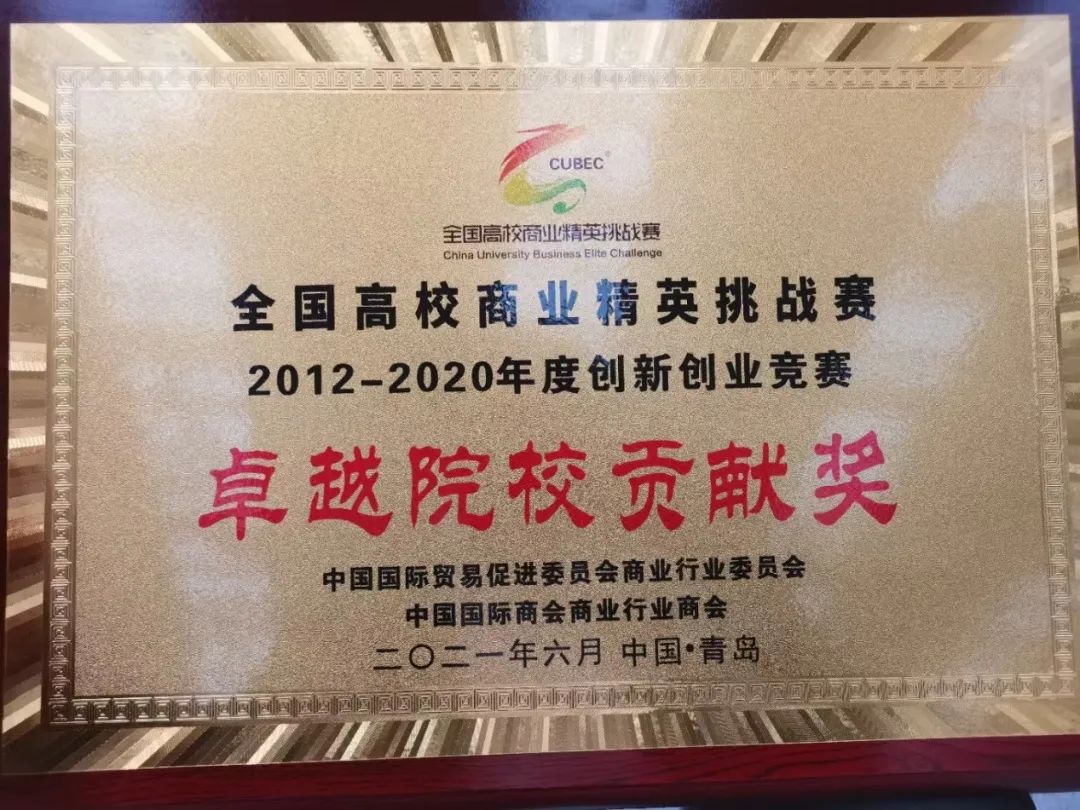 CUBEC®
全国高校商业精英挑战赛
China University Business Elite Challenge
全国高校商业精英挑战赛
2012-2020年度创新创业竞赛
卓越院校贡献奖
中国国际贸易促进委员会商业行业委员会
中国国际商会商业行业商会
二〇二一年六月 中国·青岛